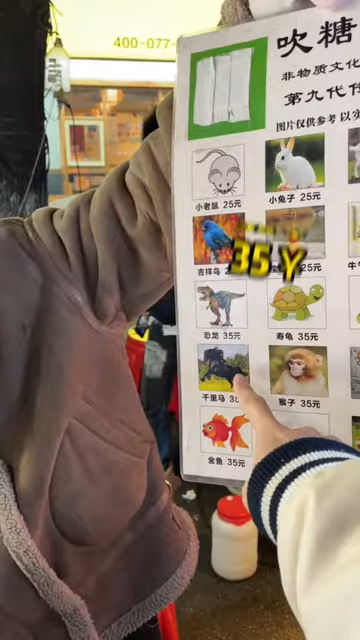 400-077-
吹糖
非物质文化
第九代传
图片仅供参考 以实
小老鼠 25元
小兔子 25元
吉祥鸟
25元
35 Y
恐龙 35元
寿龟 35元
千里马 35
猴子 35元
金鱼 35元